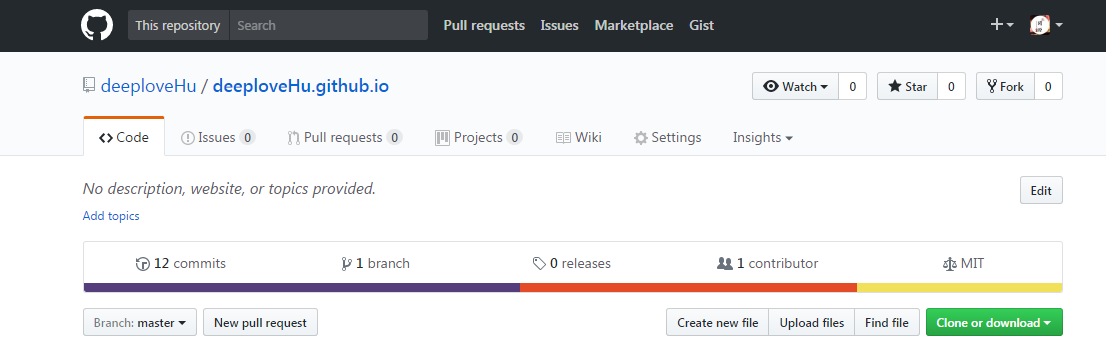 This repository Search Pull requests Issues Marketplace Gist
deeploveHu / deeploveHu.github.io Watch 0 Star 0 Fork 0
Code Issues 0 Pull requests 0 Projects 0 Wiki Settings Insights
No description, website, or topics provided. Edit
Add topics
12 commits 1 branch 0 releases 1 contributor MIT
Branch: master New pull request Create new file Upload files Find file Clone or download